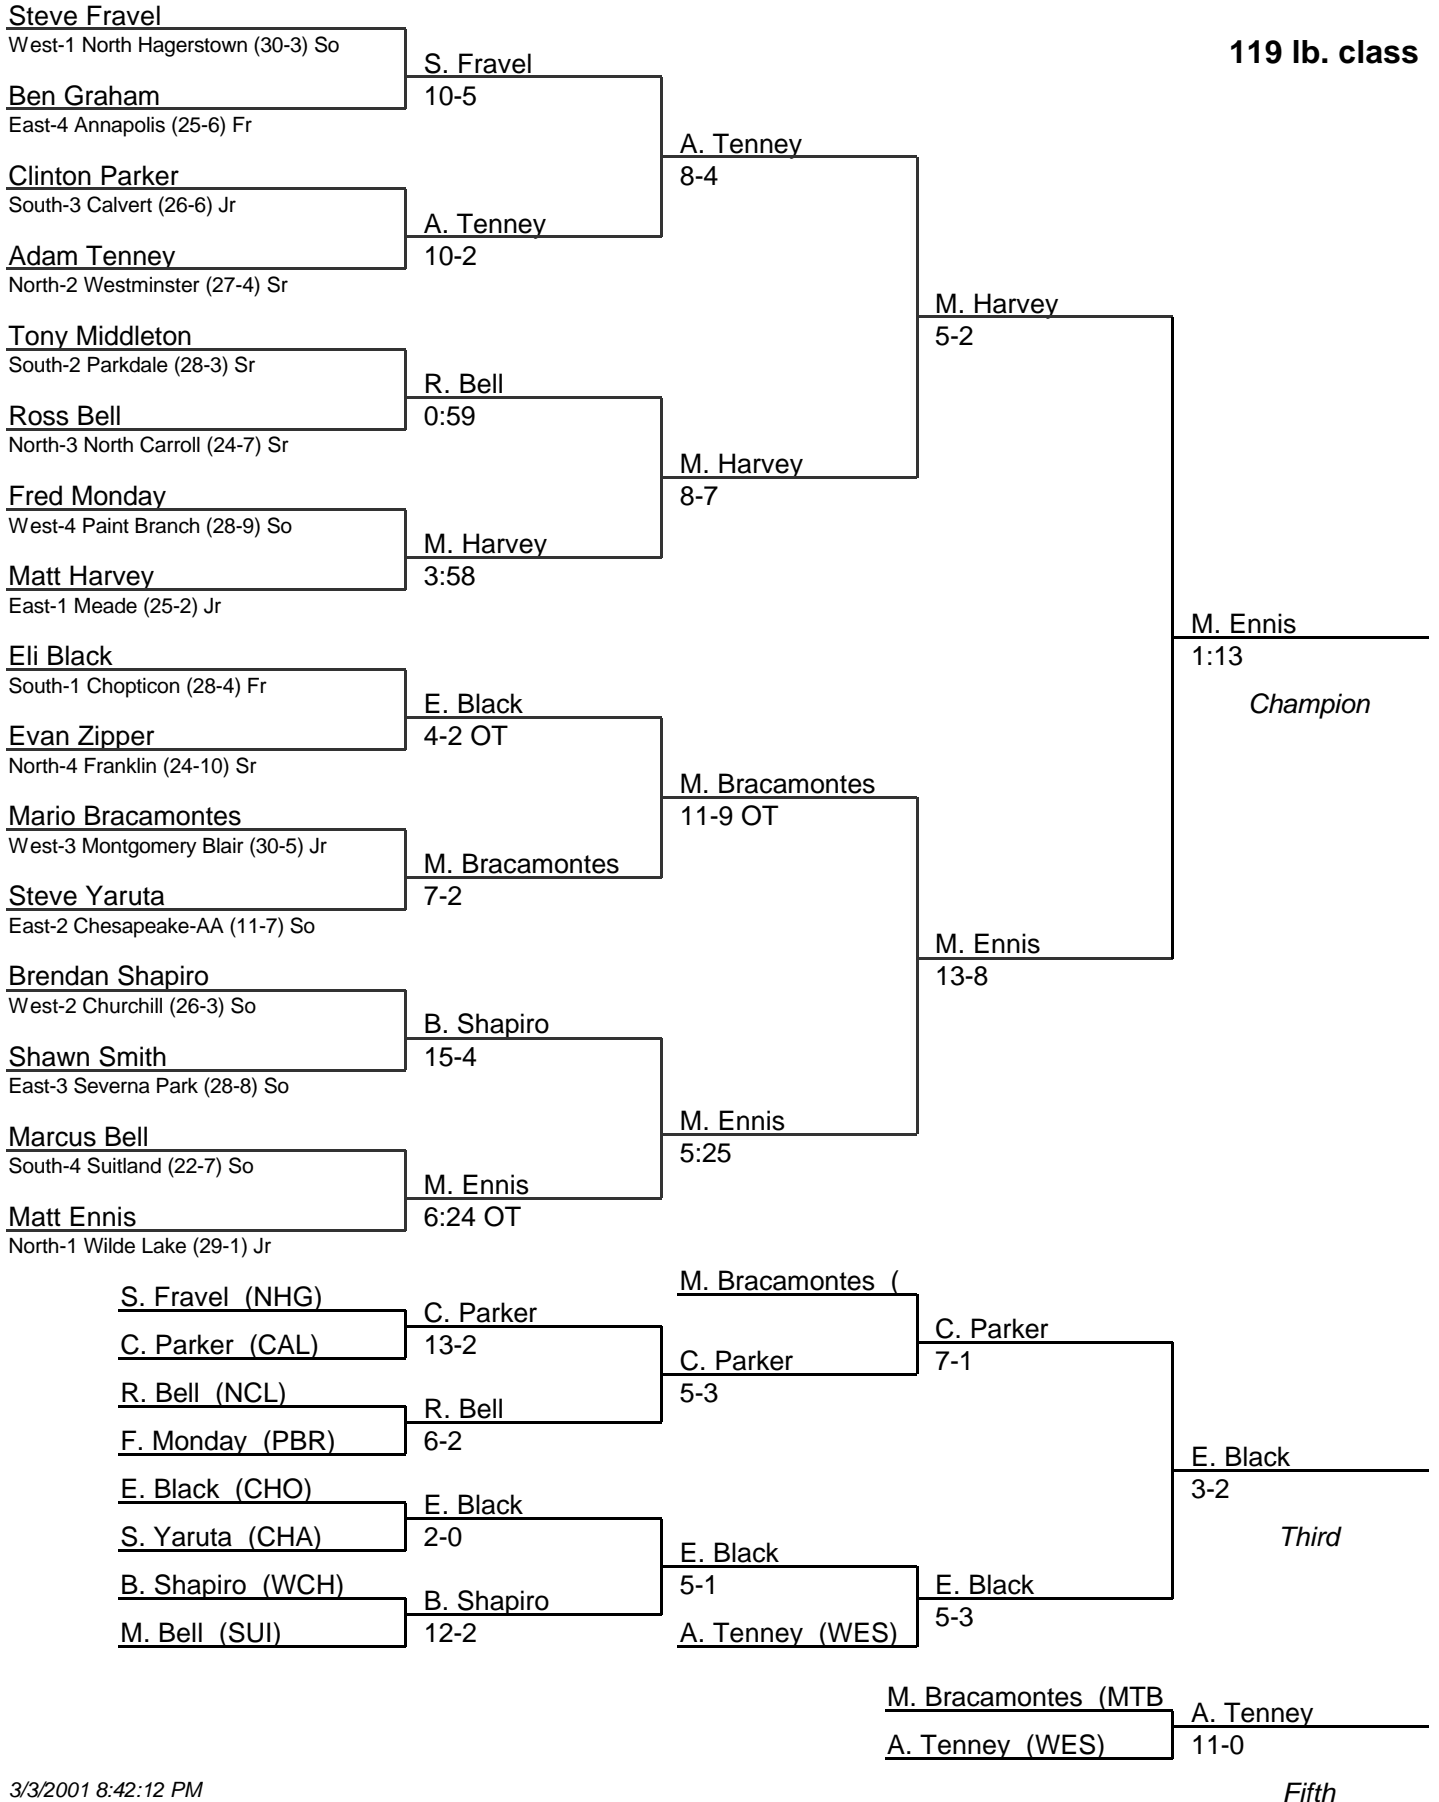 Steve Fravel
West-1 North Hagerstown (30-3) So
119 lb. class
S. Fravel
10-5
Ben Graham
East-4 Annapolis (25-6) Fr
A. Tenney
8-4
Clinton Parker
South-3 Calvert (26-6) Jr
A. Tenney
10-2
Adam Tenney
North-2 Westminster (27-4) Sr
M. Harvey
5-2
Tony Middleton
South-2 Parkdale (28-3) Sr
R. Bell
0:59
Ross Bell
North-3 North Carroll (24-7) Sr
M. Harvey
8-7
Fred Monday
West-4 Paint Branch (28-9) So
M. Harvey
3:58
Matt Harvey
East-1 Meade (25-2) Jr
M. Ennis
1:13
Champion
Eli Black
South-1 Chopticon (28-4) Fr
E. Black
4-2 OT
Evan Zipper
North-4 Franklin (24-10) Sr
M. Bracamontes
11-9 OT
Mario Bracamontes
West-3 Montgomery Blair (30-5) Jr
M. Bracamontes
7-2
Steve Yaruta
East-2 Chesapeake-AA (11-7) So
M. Ennis
13-8
Brendan Shapiro
West-2 Churchill (26-3) So
B. Shapiro
15-4
Shawn Smith
East-3 Severna Park (28-8) So
M. Ennis
5:25
Marcus Bell
South-4 Suitland (22-7) So
M. Ennis
6:24 OT
Matt Ennis
North-1 Wilde Lake (29-1) Jr
S. Fravel (NHG)
C. Parker
13-2
C. Parker (CAL)
M. Bracamontes (
C. Parker
7-1
C. Parker
5-3
R. Bell (NCL)
R. Bell
6-2
F. Monday (PBR)
E. Black
3-2
Third
E. Black (CHO)
E. Black
2-0
S. Yaruta (CHA)
E. Black
5-1
E. Black
5-3
B. Shapiro (WCH)
B. Shapiro
12-2
M. Bell (SUI)
A. Tenney (WES)
M. Bracamontes (MTB
A. Tenney
11-0
A. Tenney (WES)
3/3/2001 8:42:12 PM
Fifth